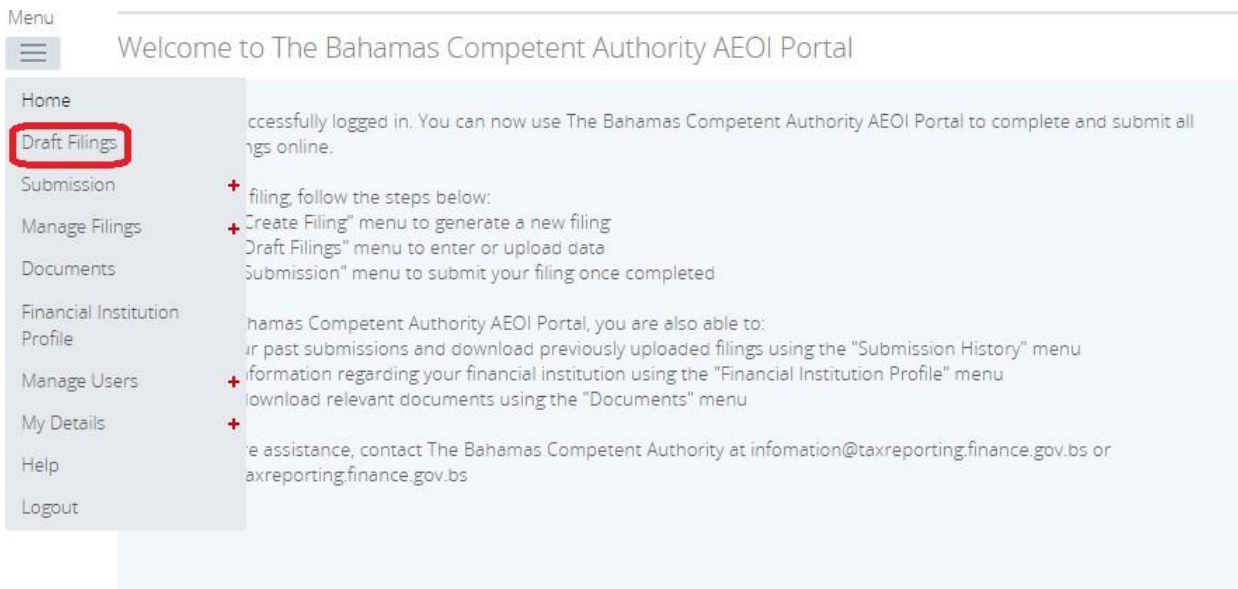 Menu
Welcome to The Bahamas Competent Authority AEOI Portal
Home
Draft Filings
Submission
Manage Filings
Documents
Financial Institution
Profile
Manage Users
My Details
Help
Logout
ccessfully logged in. You can now use The Bahamas Competent Authority AEOI Portal to complete and submit all
ngs online.
filing, follow the steps below:
Create Filing" menu to generate a new filing
Draft Filings" menu to enter or upload data
Submission" menu to submit your filing once completed
hamas Competent Authority AEOI Portal, you are also able to:
ur past submissions and download previously uploaded filings using the "Submission History" menu
nformation regarding your financial institution using the "Financial Institution Profile" menu
download relevant documents using the "Documents" menu
re assistance, contact The Bahamas Competent Authority at infomation@taxreporting.finance.gov.bs or
axreporting.finance.gov.bs